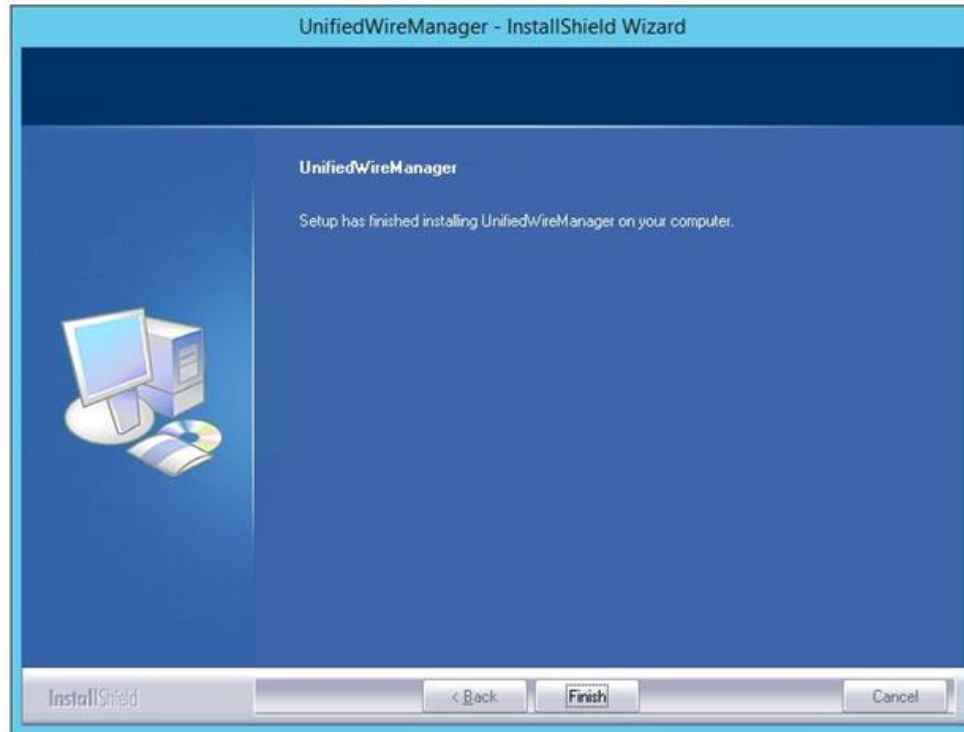 UnifiedWireManager - InstallShield Wizard
UnifiedWireManager
Setup has finished installing UnifiedWireManager on your computer.
InstallShield
< Back
Finish
Cancel